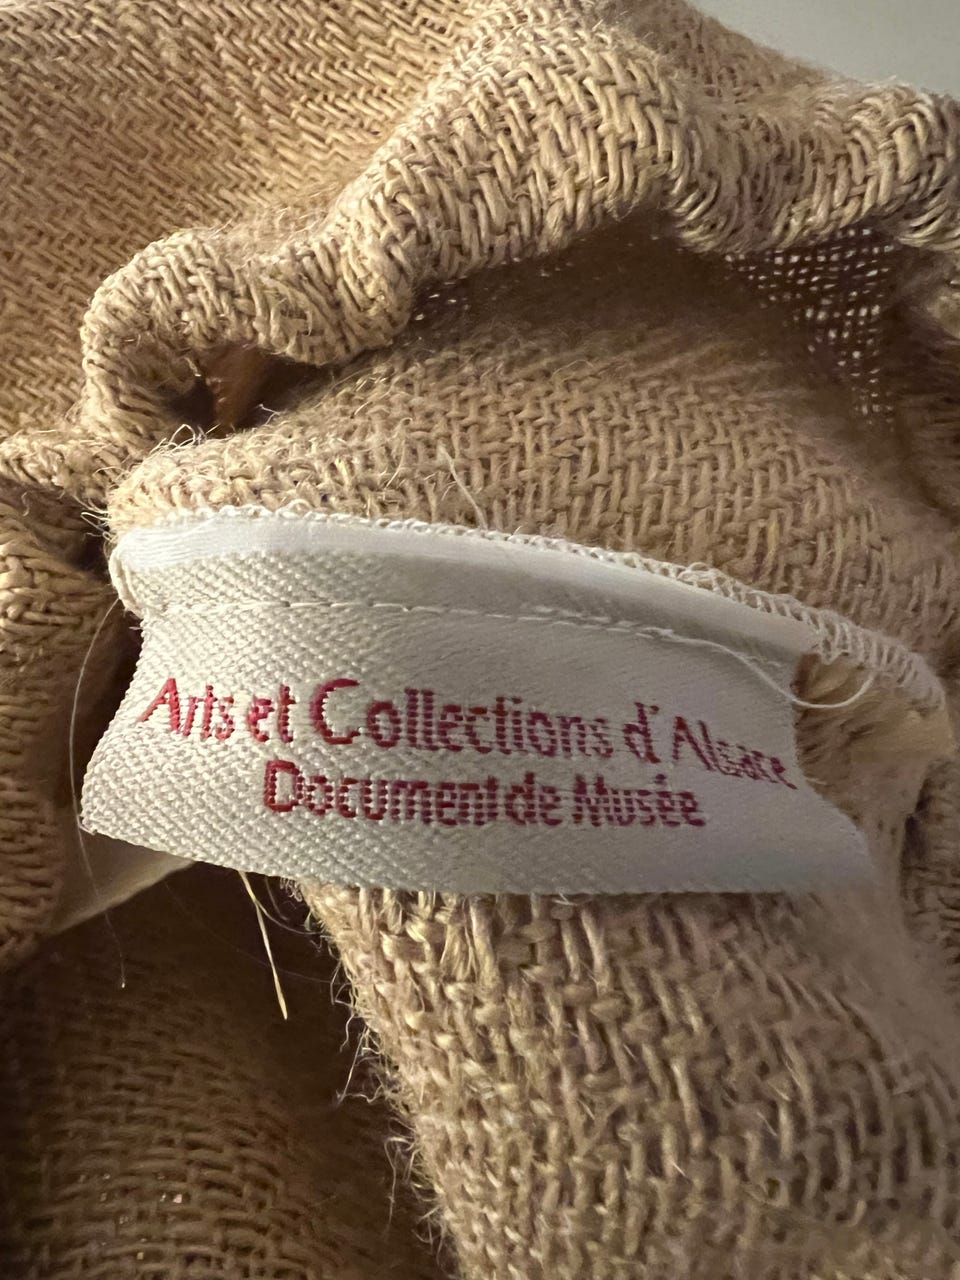 Arts et Collections d'Alsace
Document de Musée